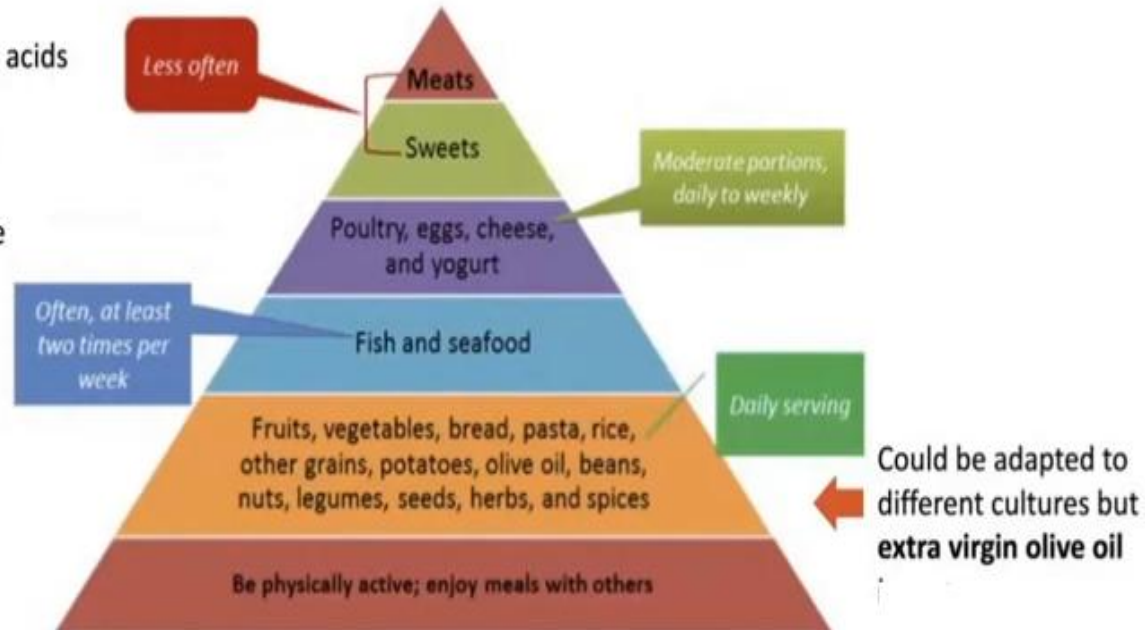 acids
Less often
Meats
Sweets
Moderate portions,
daily to weekly
Poultry, eggs, cheese,
and yogurt
Often, at least
two times per
week
Fish and seafood
Daily serving
Fruits, vegetables, bread, pasta, rice,
other grains, potatoes, olive oil, beans,
nuts, legumes, seeds, herbs, and spices
Could be adapted to
different cultures but
extra virgin olive oil
Be physically active; enjoy meals with others